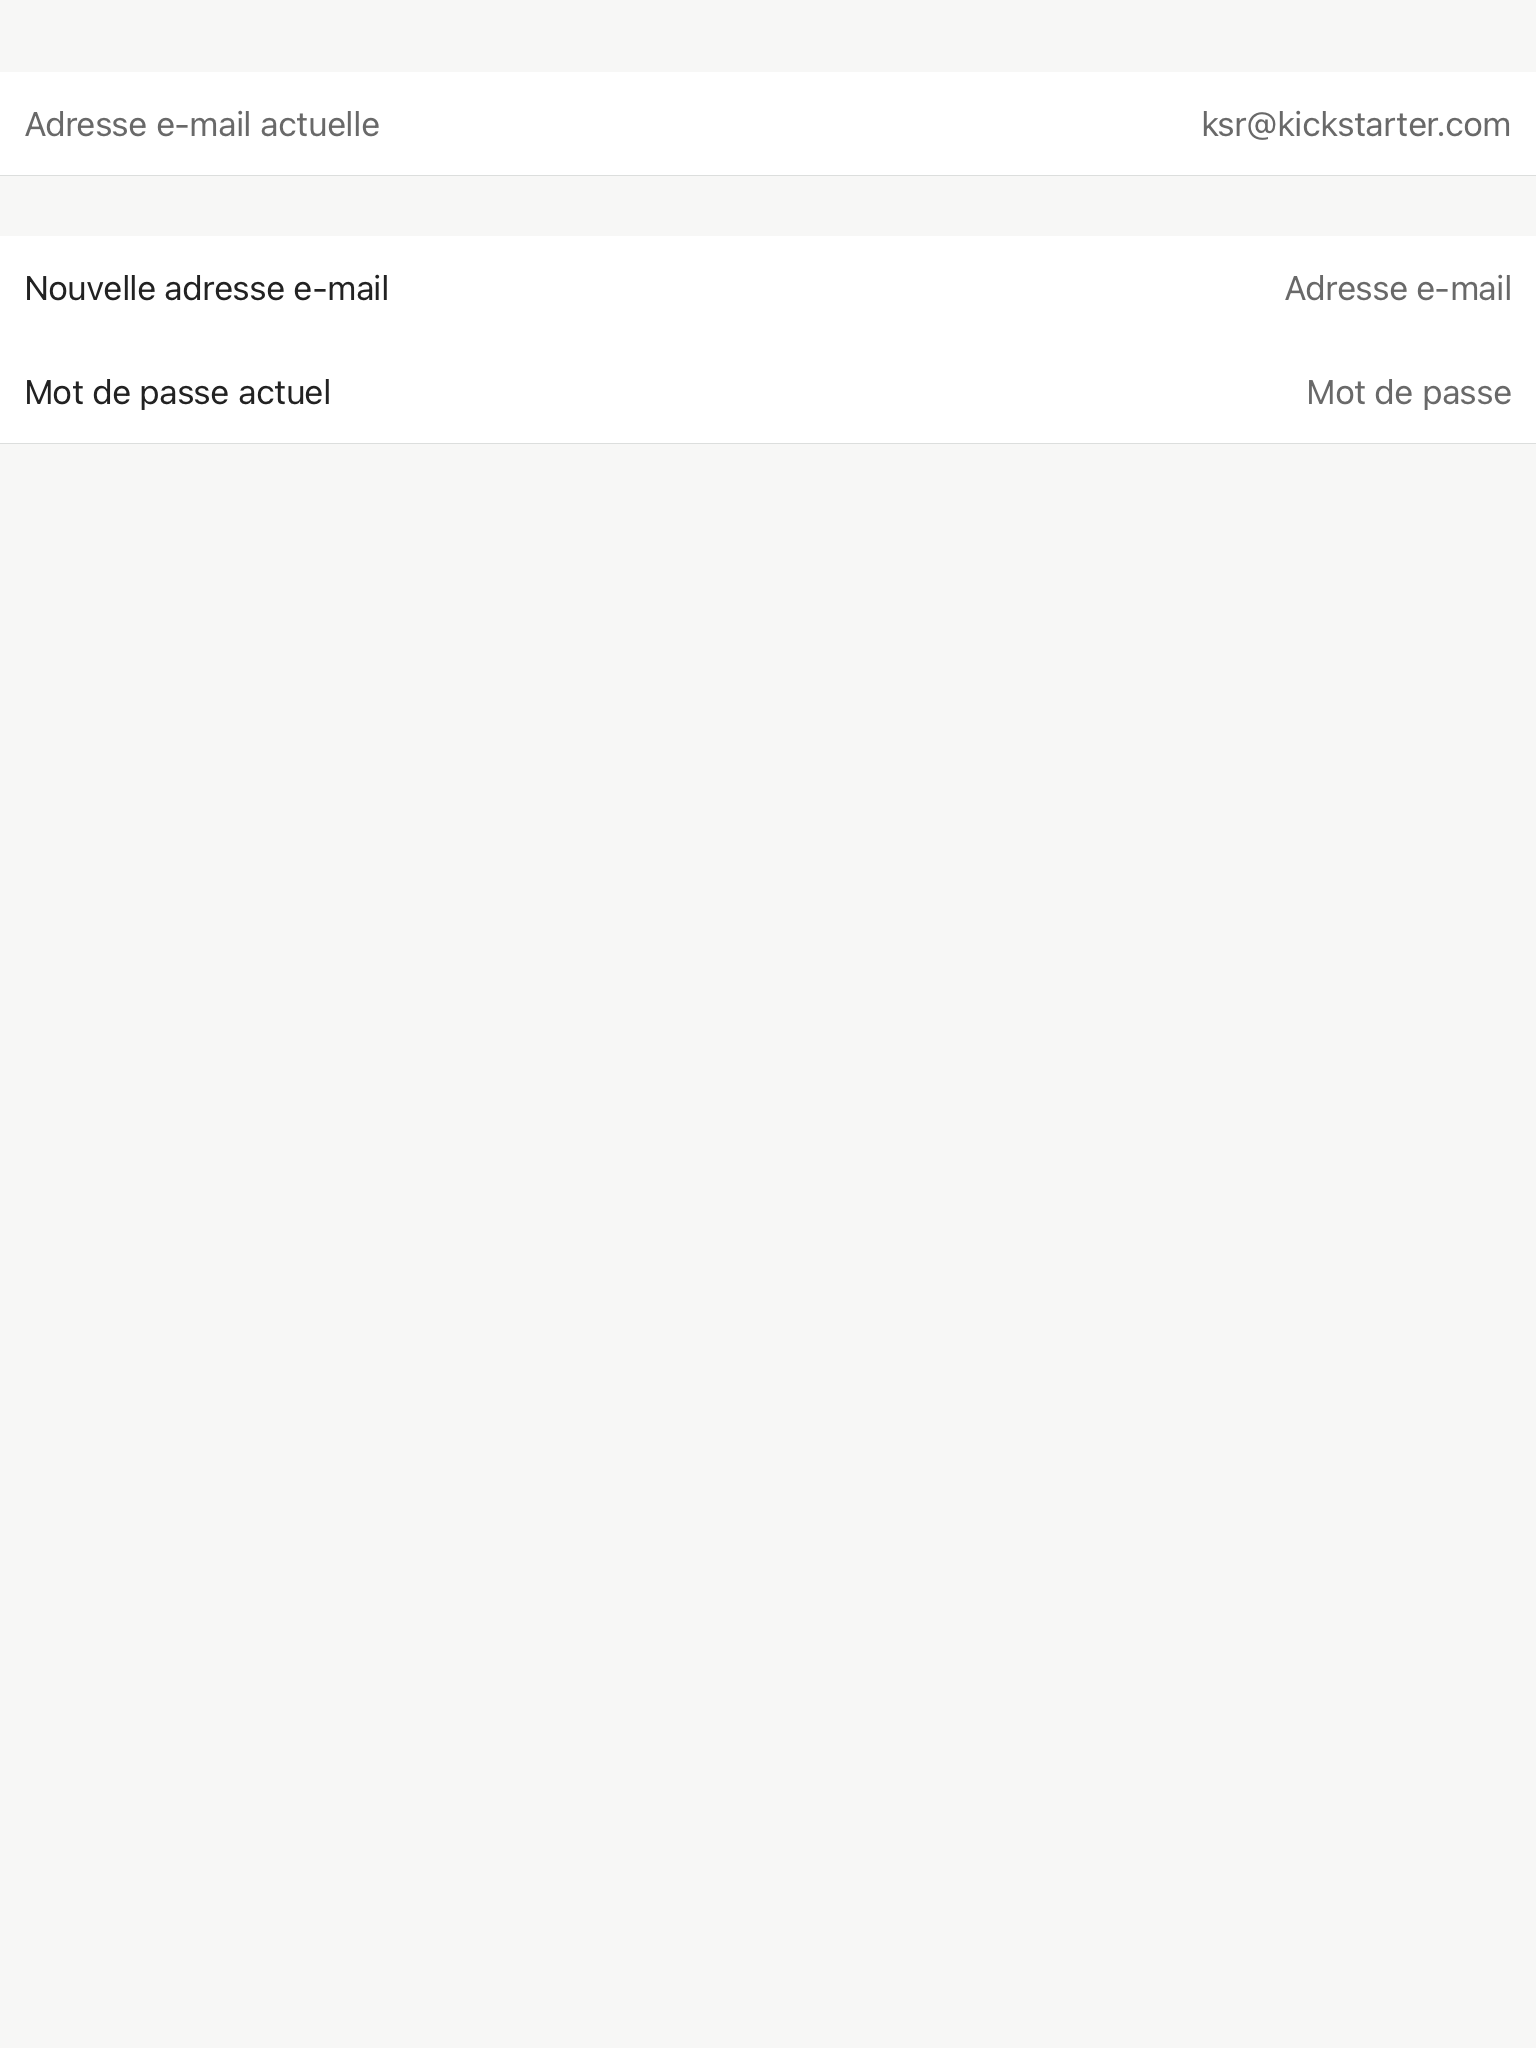 Adresse e-mail actuelle ksr@kickstarter.com
Nouvelle adresse e-mail Adresse e-mail
Mot de passe actuel Mot de passe